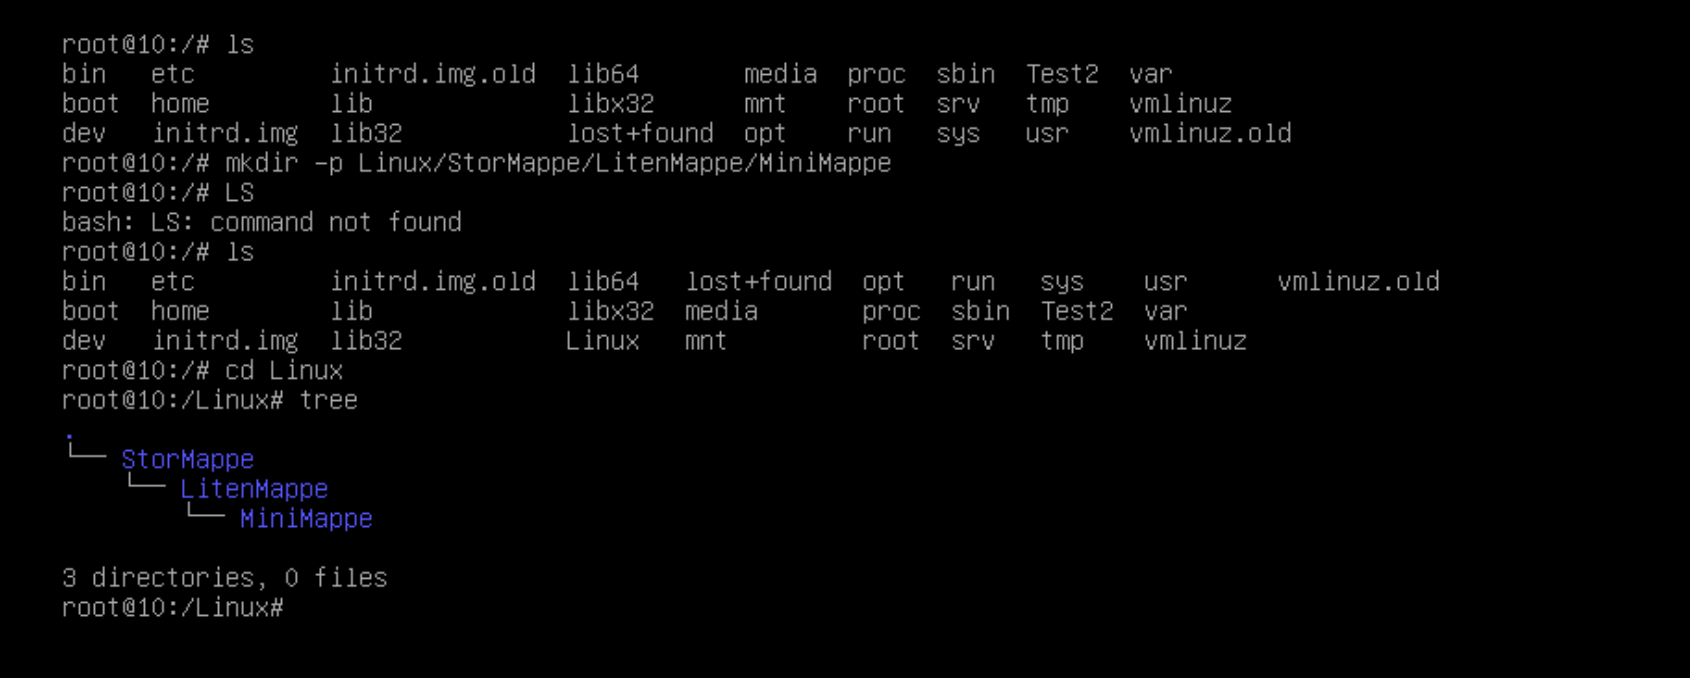 root@10:/# ls
bin   etc         initrd.img.old  lib64       media  proc  sbin  Test2  var
boot  home        lib             libx32      mnt    root  srv   tmp    vmlinuz
dev   initrd.img  lib32           lost+found  opt    run   sys   usr    vmlinuz.old
root@10:/# mkdir -p Linux/StorMappe/LitenMappe/MiniMappe
root@10:/# LS
bash: LS: command not found
root@10:/# ls
bin   etc         initrd.img.old  lib64   lost+found  opt   run   sys    usr      vmlinuz.old
boot  home        lib             libx32  media       proc  sbin  Test2  var
dev   initrd.img  lib32           Linux   mnt         root  srv   tmp    vmlinuz
root@10:/# cd Linux
root@10:/Linux# tree
.
└── StorMappe
    └── LitenMappe
        └── MiniMappe
3 directories, 0 files
root@10:/Linux#